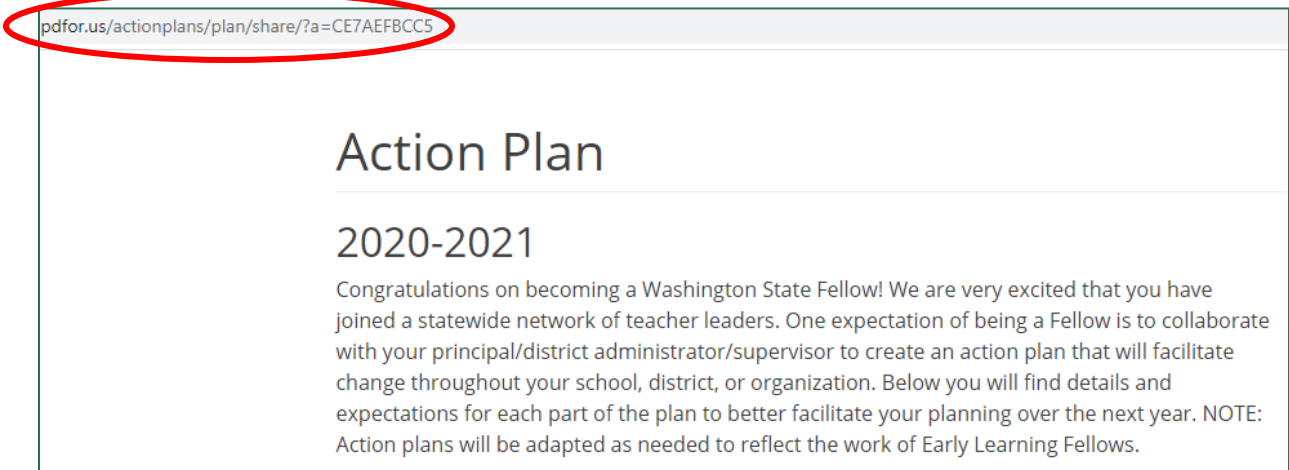 pdfor.us/actionplans/plan/share/?a=CE7AEFBCC5
Action Plan
2020-2021
Congratulations on becoming a Washington State Fellow! We are very excited that you have
joined a statewide network of teacher leaders. One expectation of being a Fellow is to collaborate
with your principal/district administrator/supervisor to create an action plan that will facilitate
change throughout your school, district, or organization. Below you will find details and
expectations for each part of the plan to better facilitate your planning over the next year. NOTE:
Action plans will be adapted as needed to reflect the work of Early Learning Fellows.